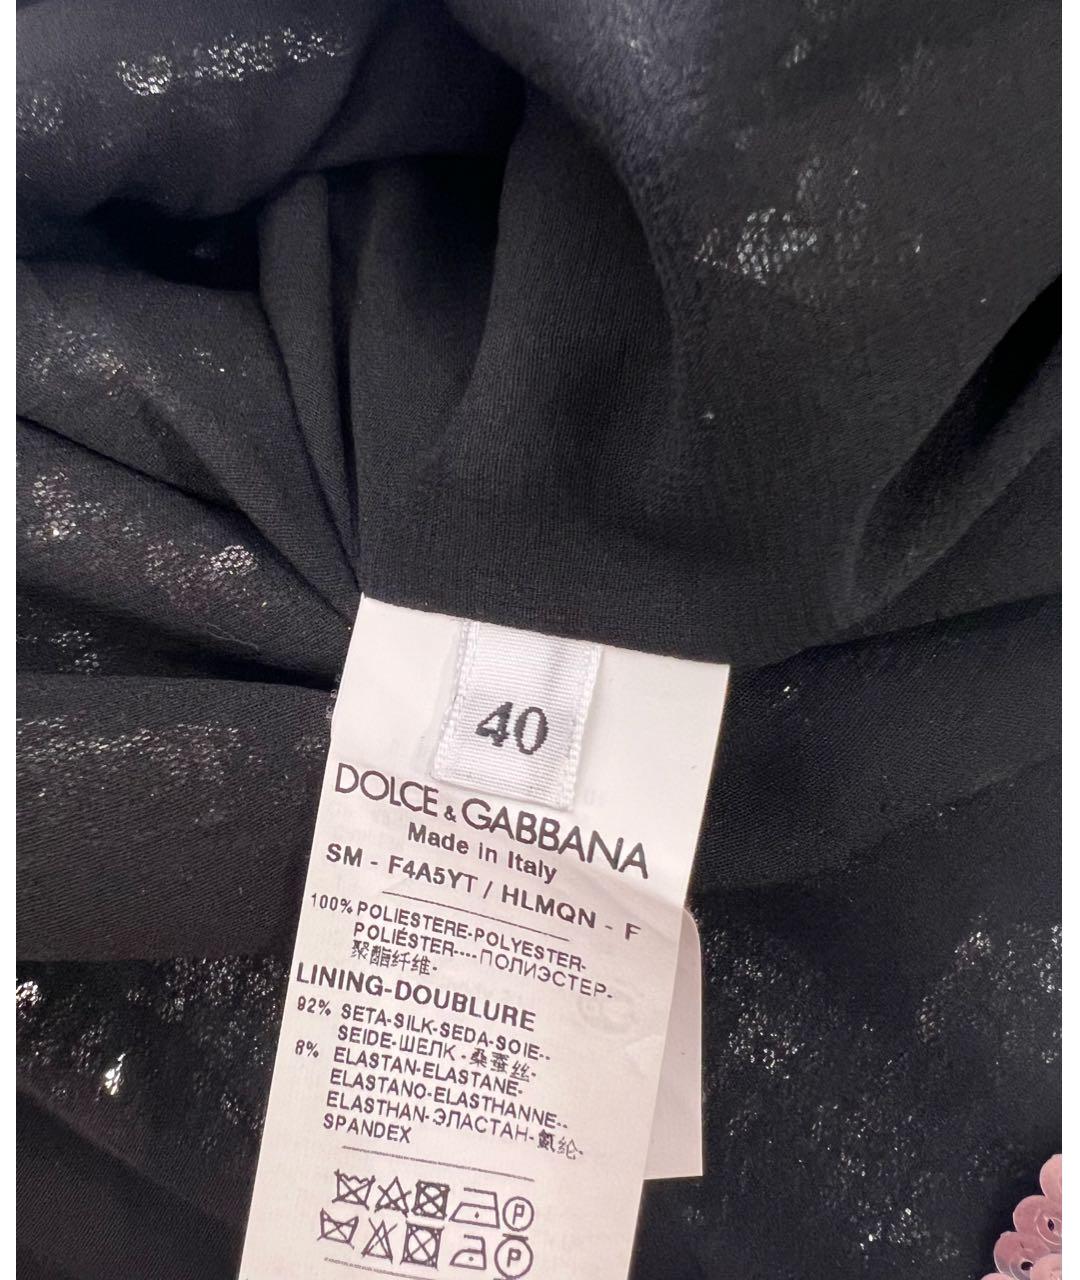 40
DOLCE & GABBANA
Made in Italy
SM - F4A5YT / HLMQN - F
100% POLIESTERE-POLYESTER-
POLIÉSTER----ПОЛИЭСТЕР-
聚酯纤维-
LINING-DOUBLURE
92% SETA-SILK-SEDA-SOIE--
SEIDE-ШЕЛК-桑蚕丝-
8% ELASTAN-ELASTANE-
ELASTANO-ELASTHANNE--
ELASTHAN-ЭЛАСТАН-氨纶-
SPANDEX
P
P